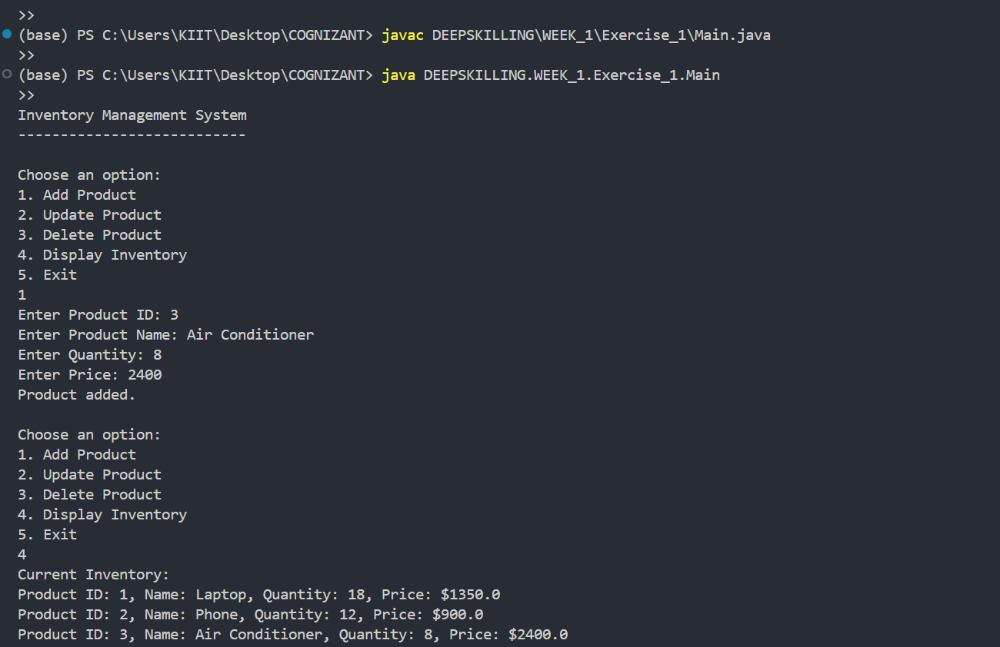 >>
(base) PS C:\Users\KIIT\Desktop\COGNIZANT> javac DEEPSKILLING\WEEK_1\Exercise_1\Main.java
>>
(base) PS C:\Users\KIIT\Desktop\COGNIZANT> java DEEPSKILLING.WEEK_1.Exercise_1.Main
>>
Inventory Management System
---------------------------
Choose an option:
1. Add Product
2. Update Product
3. Delete Product
4. Display Inventory
5. Exit
1
Enter Product ID: 3
Enter Product Name: Air Conditioner
Enter Quantity: 8
Enter Price: 2400
Product added.
Choose an option:
1. Add Product
2. Update Product
3. Delete Product
4. Display Inventory
5. Exit
4
Current Inventory:
Product ID: 1, Name: Laptop, Quantity: 18, Price: $1350.0
Product ID: 2, Name: Phone, Quantity: 12, Price: $900.0
Product ID: 3, Name: Air Conditioner, Quantity: 8, Price: $2400.0